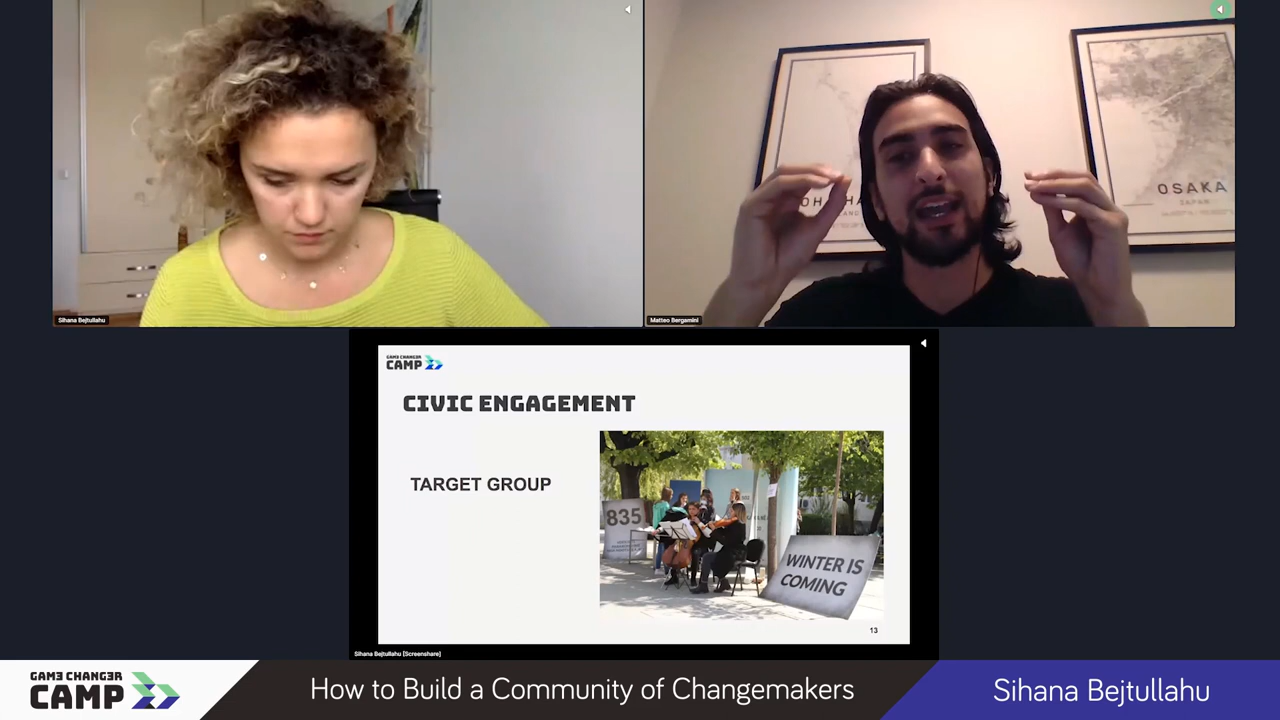 OSAKA
JAPAN
Sihana Bejtullahu
Matteo Bergamini
GAME CHANGER
CAMP
CIVIC ENGAGEMENT
TARGET GROUP
835
WINTER IS
COMING
13
Sihana Bejtullahu [Screenshare]
GAME CHANGER
CAMP
How to Build a Community of Changemakers
Sihana Bejtullahu